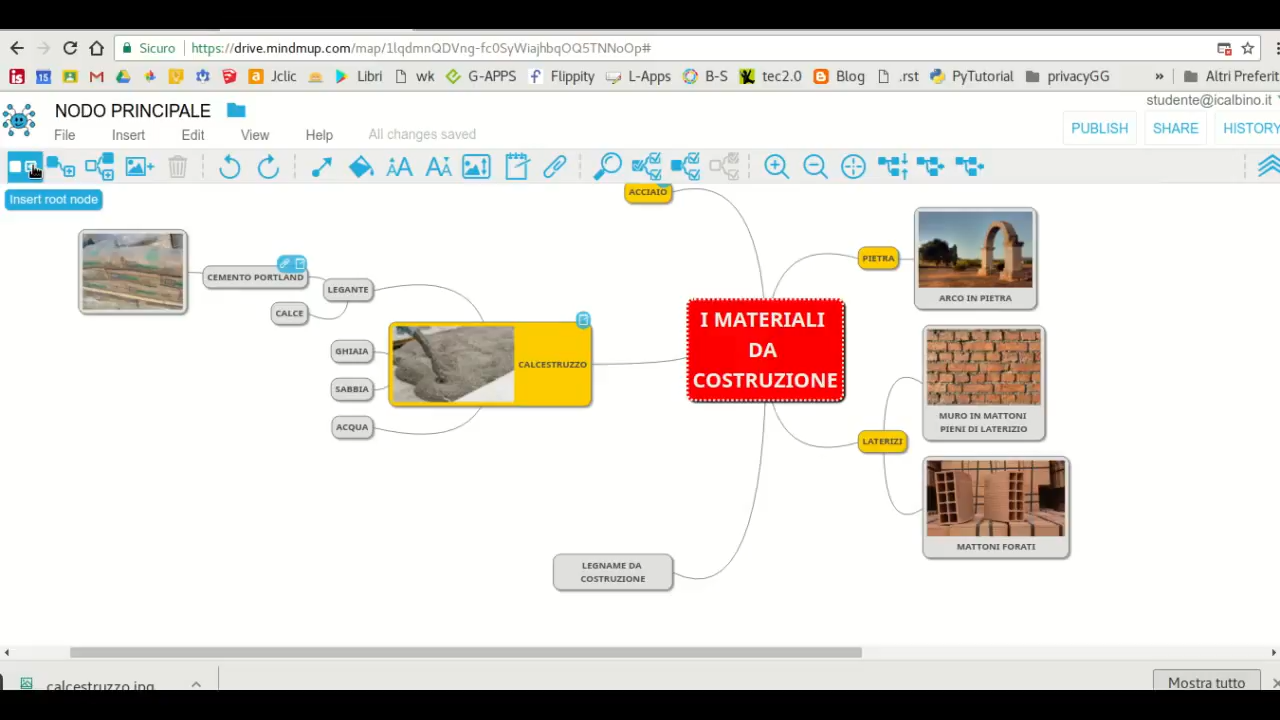 Sicuro https://drive.mindmup.com/map/1lqdmnQDVng-fc0SyWiajhbqOQ5TNNoOp#
Jclic Libri wk G-APPS Flippity L-Apps B-S tec2.0 Blog .rst PyTutorial privacyGG » Altri Preferit
studente@icalbino.it
NODO PRINCIPALE
File Insert Edit View Help All changes saved
PUBLISH SHARE HISTORY
Insert root node
ACCIAIO
PIETRA
ARCO IN PIETRA
CEMENTO PORTLAND
LEGANTE
CALCE
GHIAIA
SABBIA
ACQUA
CALCESTRUZZO
I MATERIALI
DA
COSTRUZIONE
MURO IN MATTONI
PIENI DI LATERIZIO
LATERIZI
MATTONI FORATI
LEGNAME DA
COSTRUZIONE
calcestruzzo.jpg
Mostra tutto